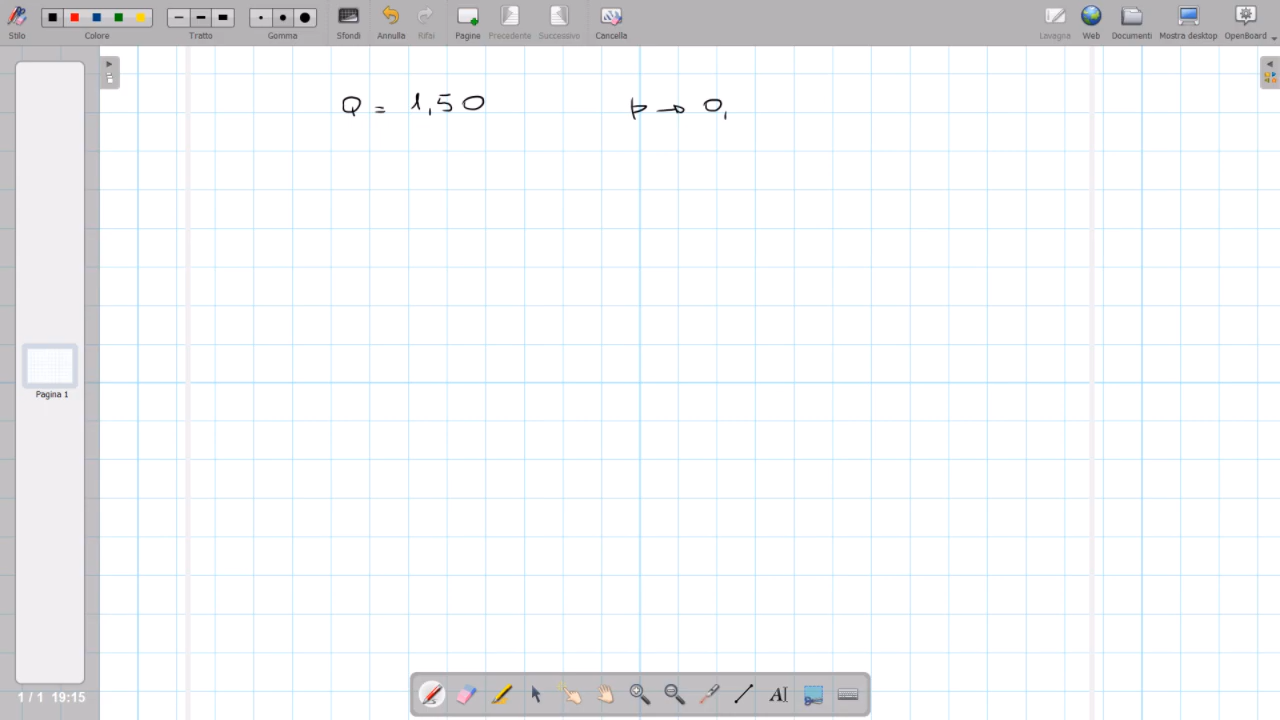 Stilo Colore Tratto Gomma Sfondi Annulla Rifai Pagine Precedente Successivo Cancella Lavagna Web Documenti Mostra desktop OpenBoard
Q = 1,50 p → 0,
Pagina 1
1 / 1 19:15
AI